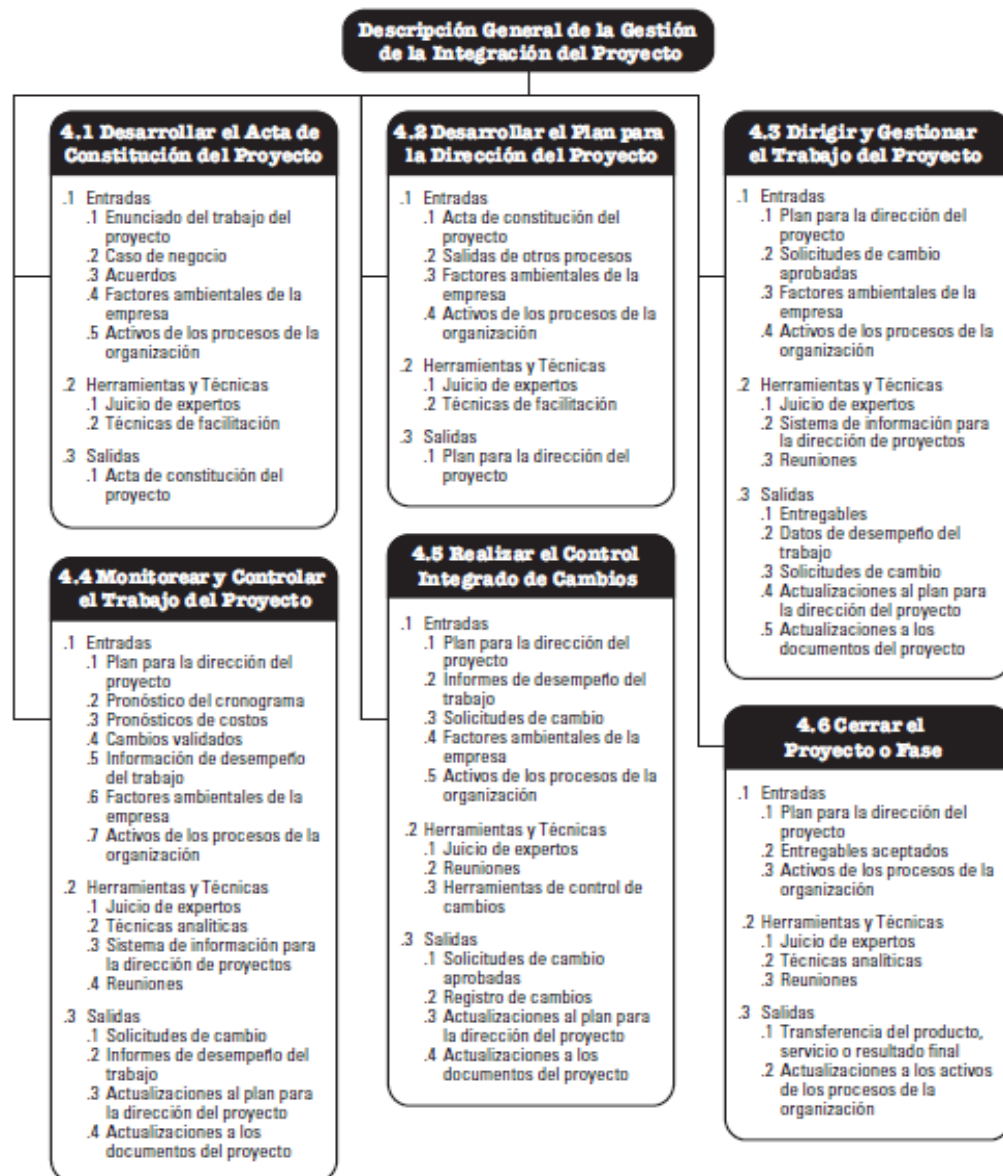 Descripción General de la Gestión
de la Integración del Proyecto
4.1 Desarrollar el Acta de
Constitución del Proyecto
.1 Entradas
.1 Enunciado del trabajo del
proyecto
.2 Caso de negocio
.3 Acuerdos
.4 Factores ambientales de la
empresa
.5 Activos de los procesos de la
organización
.2 Herramientas y Técnicas
.1 Juicio de expertos
.2 Técnicas de facilitación
.3 Salidas
.1 Acta de constitución del
proyecto
4.2 Desarrollar el Plan para
la Dirección del Proyecto
.1 Entradas
.1 Acta de constitución del
proyecto
.2 Salidas de otros procesos
.3 Factores ambientales de la
empresa
.4 Activos de los procesos de la
organización
.2 Herramientas y Técnicas
.1 Juicio de expertos
.2 Técnicas de facilitación
.3 Salidas
.1 Plan para la dirección del
proyecto
4.3 Dirigir y Gestionar
el Trabajo del Proyecto
.1 Entradas
.1 Plan para la dirección del
proyecto
.2 Solicitudes de cambio
aprobadas
.3 Factores ambientales de la
empresa
.4 Activos de los procesos de la
organización
.2 Herramientas y Técnicas
.1 Juicio de expertos
.2 Sistema de información para
la dirección de proyectos
.3 Reuniones
.3 Salidas
.1 Entregables
.2 Datos de desempeño del
trabajo
.3 Solicitudes de cambio
.4 Actualizaciones al plan para
la dirección del proyecto
.5 Actualizaciones a los
documentos del proyecto
4.4 Monitorear y Controlar
el Trabajo del Proyecto
.1 Entradas
.1 Plan para la dirección del
proyecto
.2 Pronóstico del cronograma
.3 Pronósticos de costos
.4 Cambios validados
.5 Información de desempeño
del trabajo
.6 Factores ambientales de la
empresa
.7 Activos de los procesos de la
organización
.2 Herramientas y Técnicas
.1 Juicio de expertos
.2 Técnicas analíticas
.3 Sistema de información para
la dirección de proyectos
.4 Reuniones
.3 Salidas
.1 Solicitudes de cambio
.2 Informes de desempeño del
trabajo
.3 Actualizaciones al plan para
la dirección del proyecto
.4 Actualizaciones a los
documentos del proyecto
4.5 Realizar el Control
Integrado de Cambios
.1 Entradas
.1 Plan para la dirección del
proyecto
.2 Informes de desempeño del
trabajo
.3 Solicitudes de cambio
.4 Factores ambientales de la
empresa
.5 Activos de los procesos de la
organización
.2 Herramientas y Técnicas
.1 Juicio de expertos
.2 Reuniones
.3 Herramientas de control de
cambios
.3 Salidas
.1 Solicitudes de cambio
aprobadas
.2 Registro de cambios
.3 Actualizaciones al plan para
la dirección del proyecto
.4 Actualizaciones a los
documentos del proyecto
4.6 Cerrar el
Proyecto o Fase
.1 Entradas
.1 Plan para la dirección del
proyecto
.2 Entregables aceptados
.3 Activos de los procesos de la
organización
.2 Herramientas y Técnicas
.1 Juicio de expertos
.2 Técnicas analíticas
.3 Reuniones
.3 Salidas
.1 Transferencia del producto,
servicio o resultado final
.2 Actualizaciones a los activos
de los procesos de la
organización